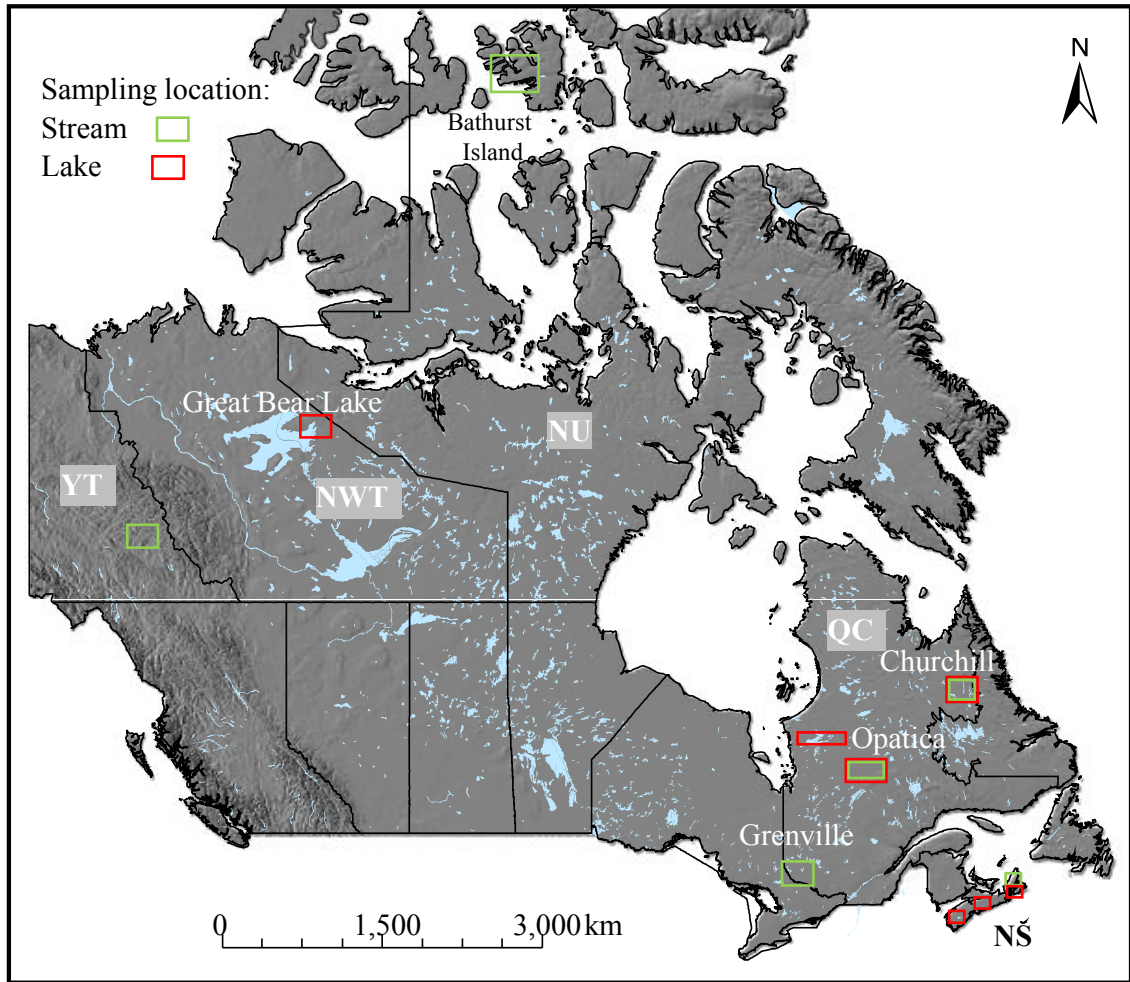 N
Sampling location:
Stream
Lake
Bathurst
Island
Great Bear Lake
NU
YT
NWT
QC
Churchill
Opatica
Grenville
0 1,500 3,000 km
NŠ